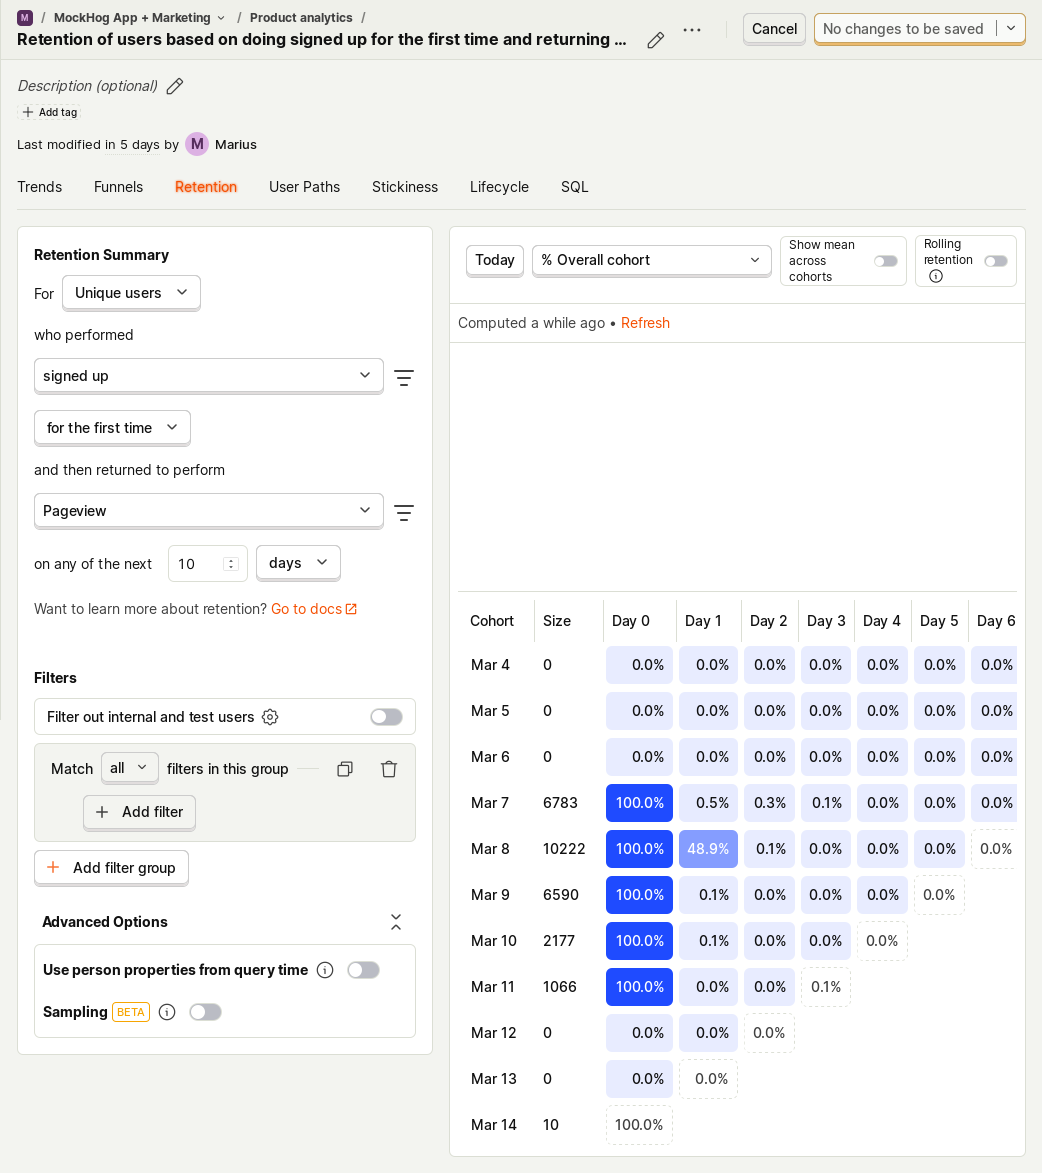 M / MockHog App + Marketing / Product analytics /
Retention of users based on doing signed up for the first time and returning ...
Cancel
No changes to be saved
Description (optional)
Add tag
Last modified in 5 days by M Marius
Trends Funnels Retention User Paths Stickiness Lifecycle SQL
Retention Summary
For Unique users
who performed
signed up
for the first time
and then returned to perform
Pageview
on any of the next 10 days
Want to learn more about retention? Go to docs
Filters
Filter out internal and test users
Match all filters in this group
Add filter
Add filter group
Advanced Options
Use person properties from query time
Sampling BETA
Today % Overall cohort
Show mean
across
cohorts
Rolling
retention
Computed a while ago • Refresh
Cohort Size Day 0 Day 1 Day 2 Day 3 Day 4 Day 5 Day 6
Mar 4 0 0.0% 0.0% 0.0% 0.0% 0.0% 0.0% 0.0%
Mar 5 0 0.0% 0.0% 0.0% 0.0% 0.0% 0.0% 0.0%
Mar 6 0 0.0% 0.0% 0.0% 0.0% 0.0% 0.0% 0.0%
Mar 7 6783 100.0% 0.5% 0.3% 0.1% 0.0% 0.0% 0.0%
Mar 8 10222 100.0% 48.9% 0.1% 0.0% 0.0% 0.0% 0.0%
Mar 9 6590 100.0% 0.1% 0.0% 0.0% 0.0% 0.0%
Mar 10 2177 100.0% 0.1% 0.0% 0.0% 0.0%
Mar 11 1066 100.0% 0.0% 0.0% 0.1%
Mar 12 0 0.0% 0.0% 0.0%
Mar 13 0 0.0% 0.0%
Mar 14 10 100.0%